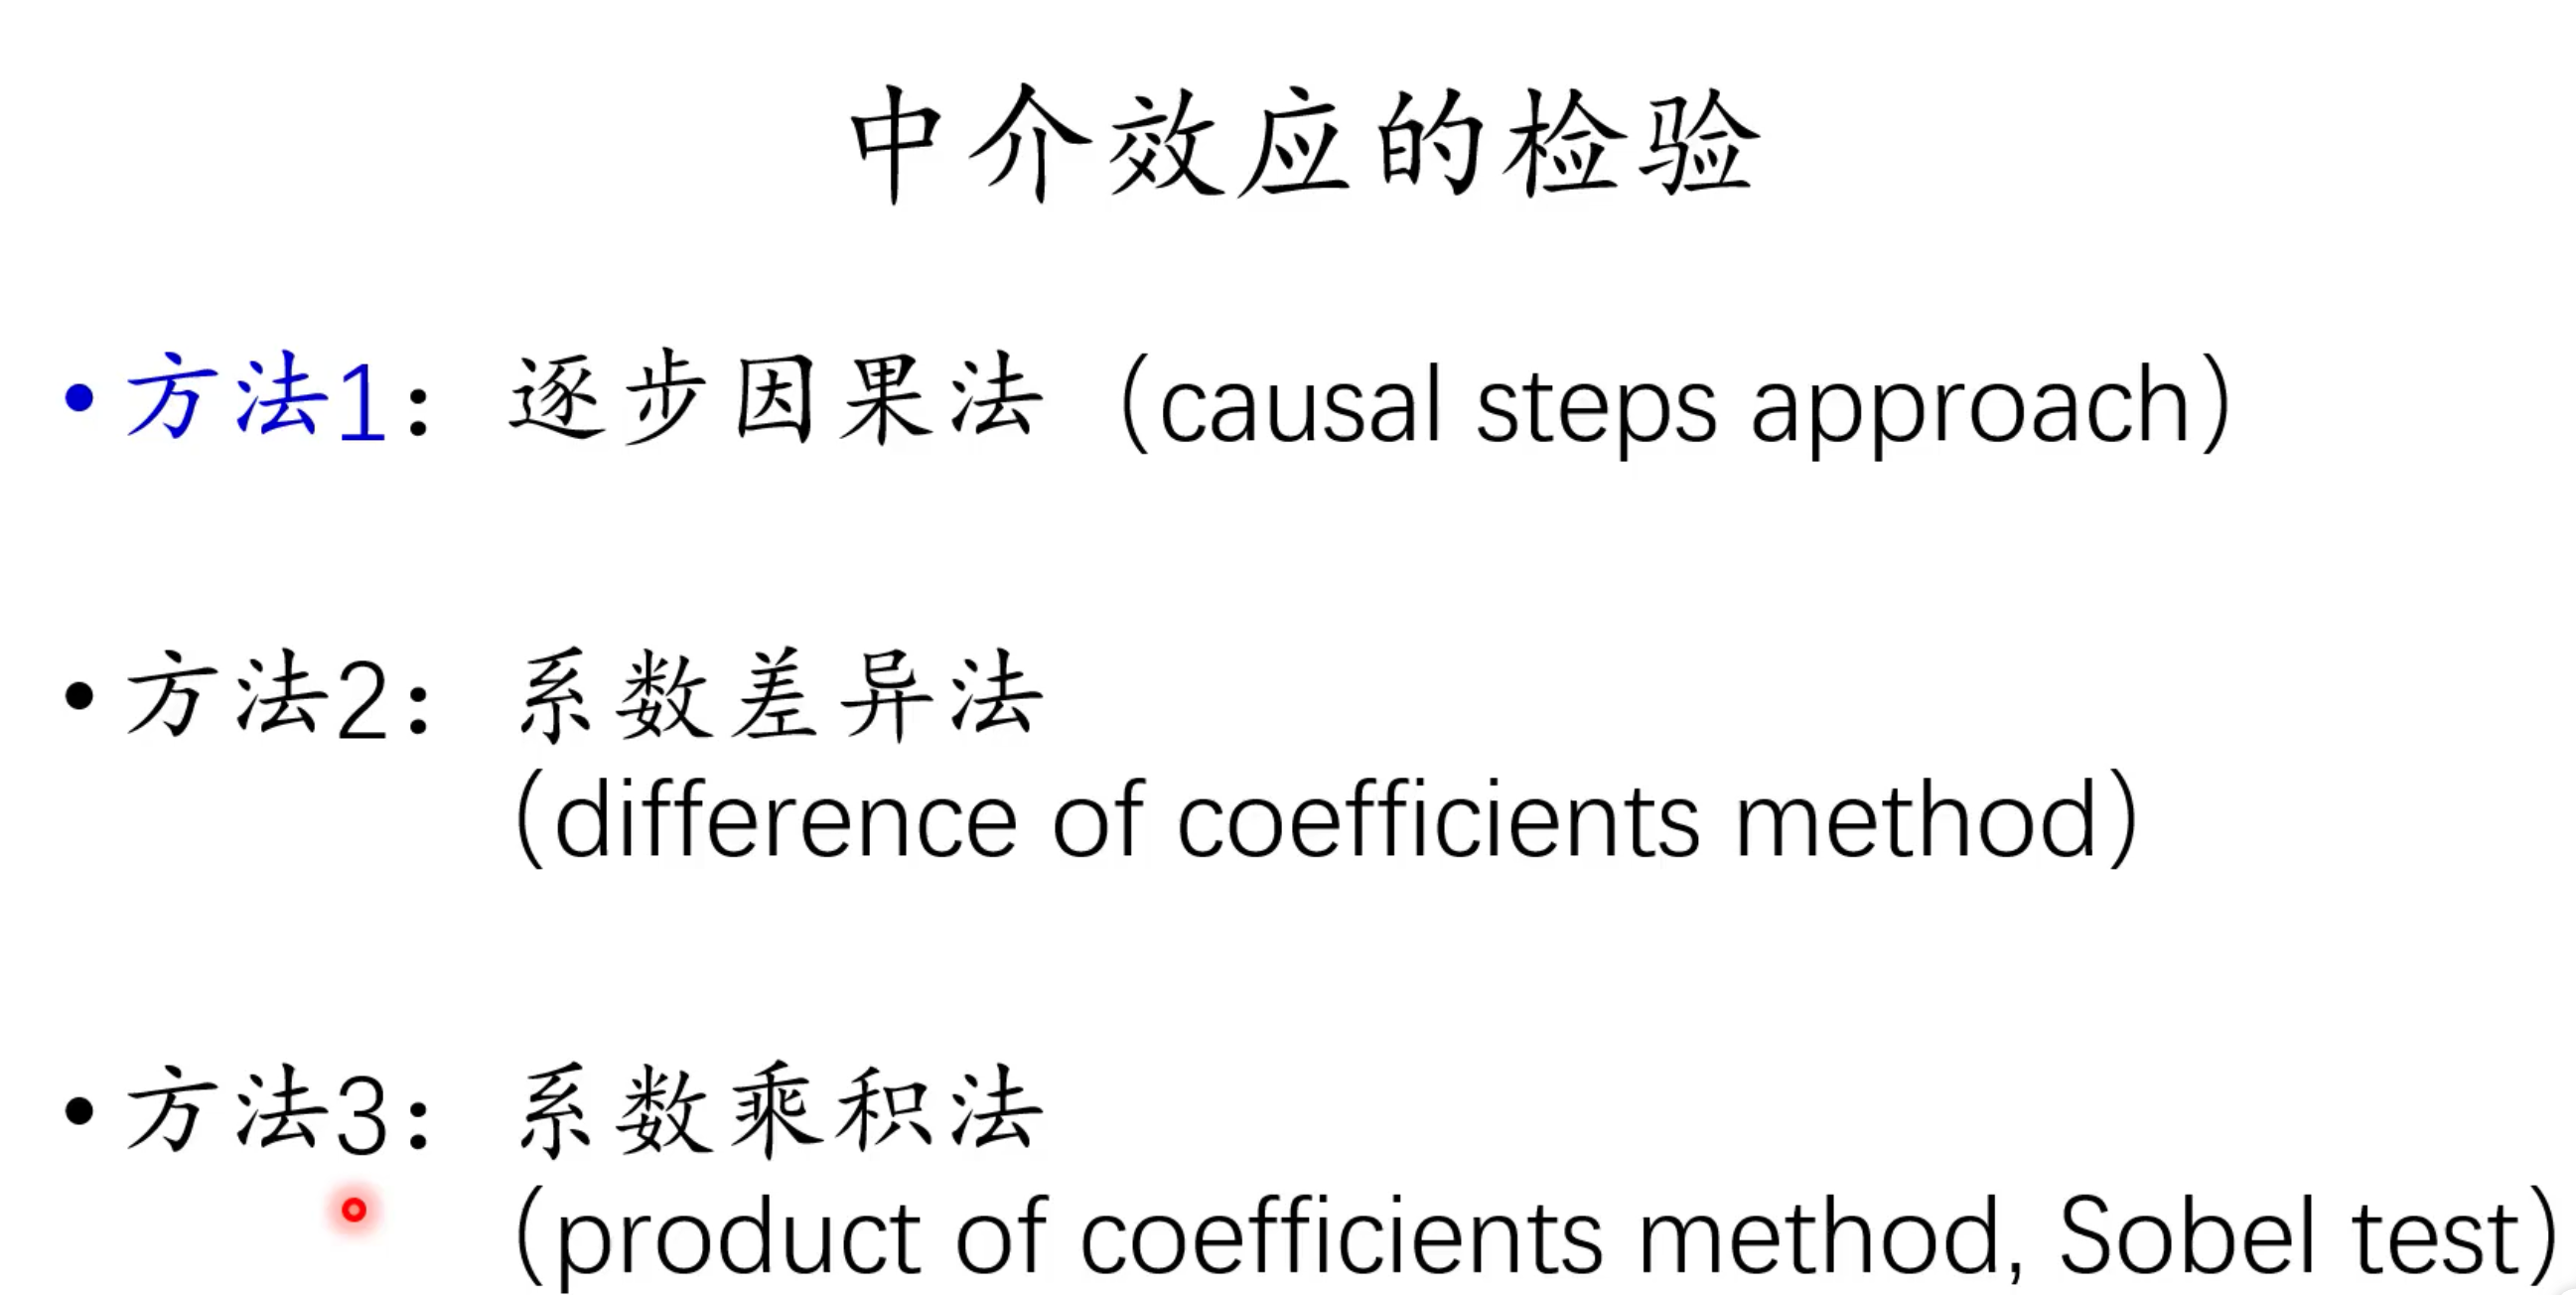 中介效应的检验
•方法1：逐步因果法（causal steps approach）
•方法2：系数差异法
（difference of coefficients method）
•方法3：系数乘积法
（product of coefficients method, Sobel test）